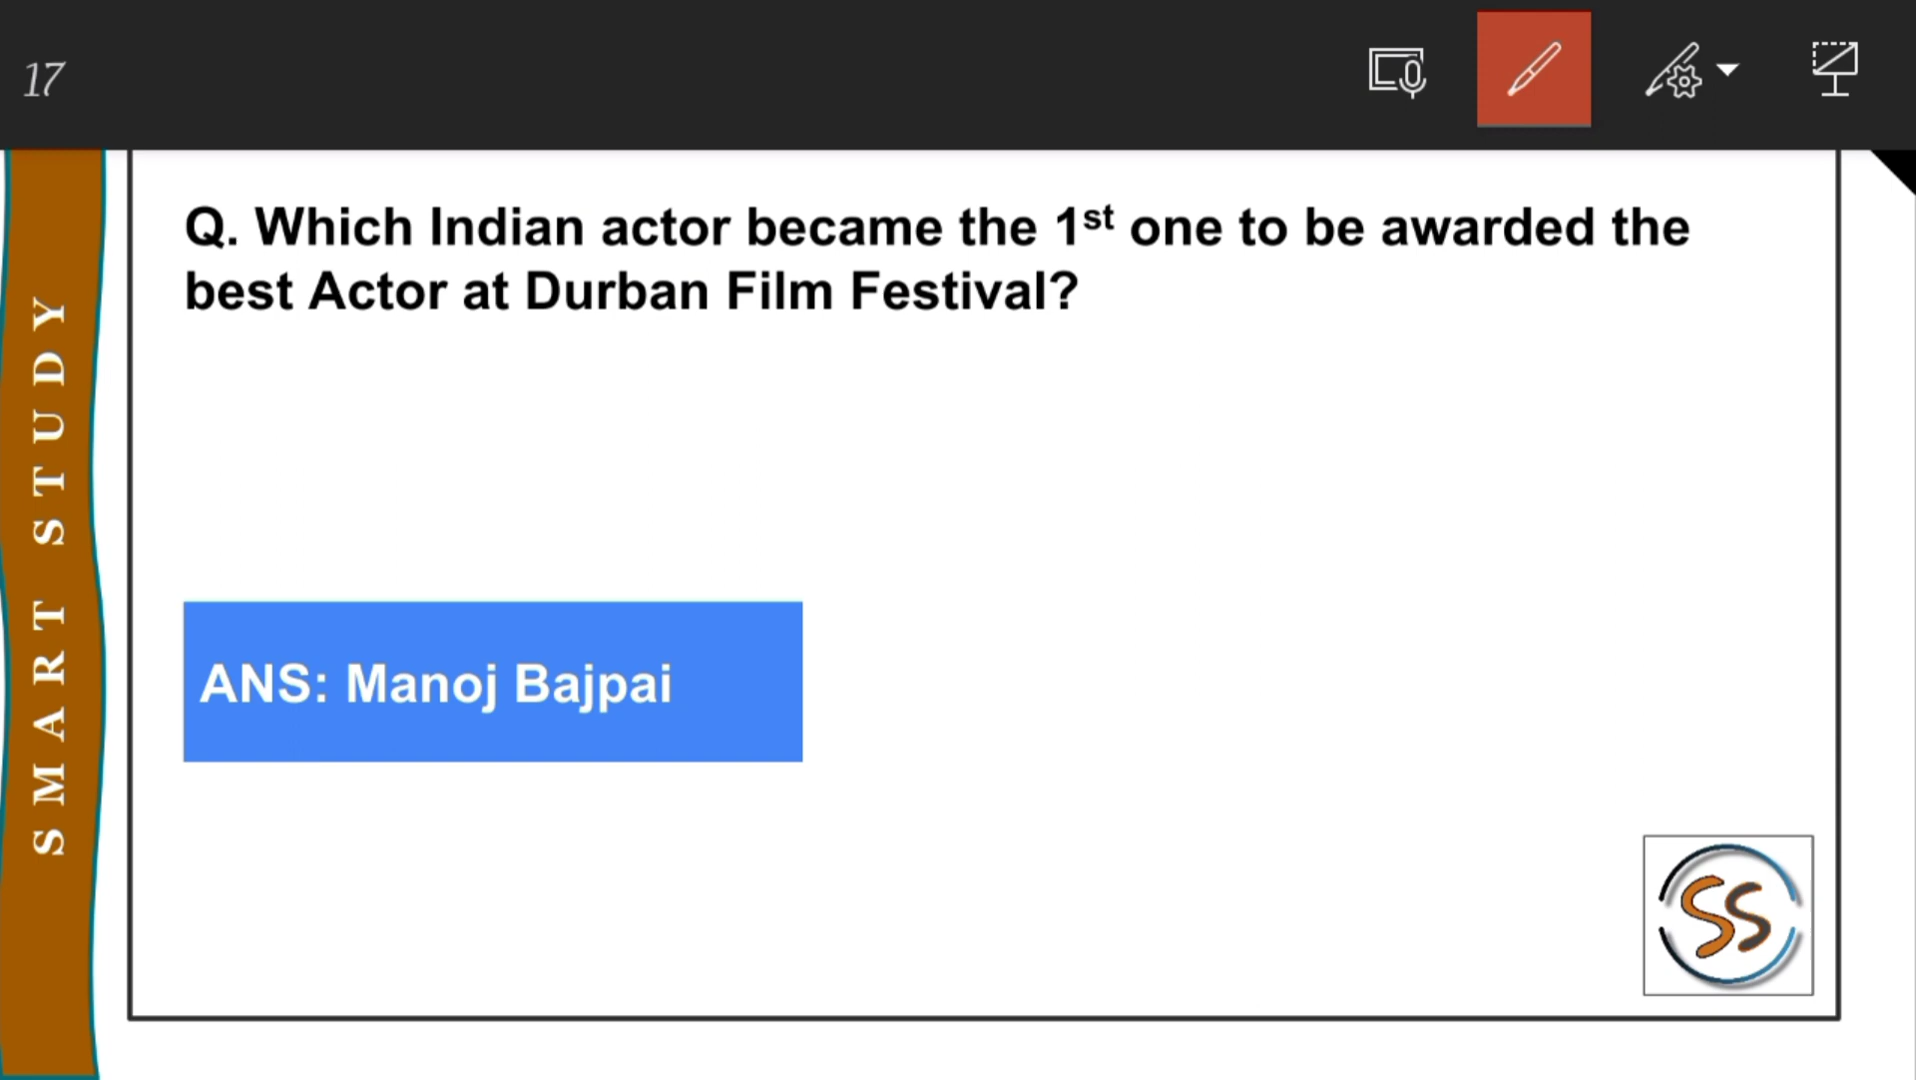 17
Q. Which Indian actor became the 1st one to be awarded the
best Actor at Durban Film Festival?
SMART STUDY
ANS: Manoj Bajpai
SS